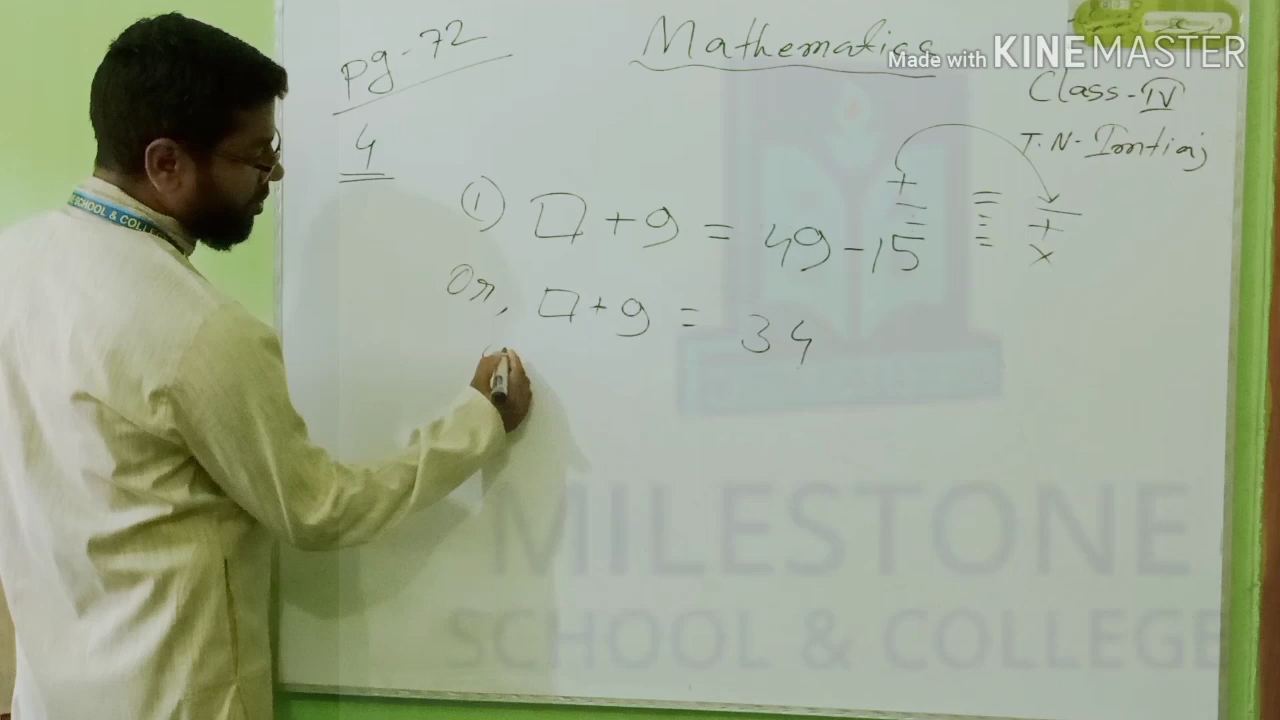 Made with KINEMASTER
pg-72
Mathematics
Class-IV
T.N-Imtiaj
4
① □ + 9 = 49-15
Or, □ + 9 = 34
+ = -
- = +
÷ = ×
SCHOOL & COLLEGE
MILESTONE
SCHOOL & COLLEGE